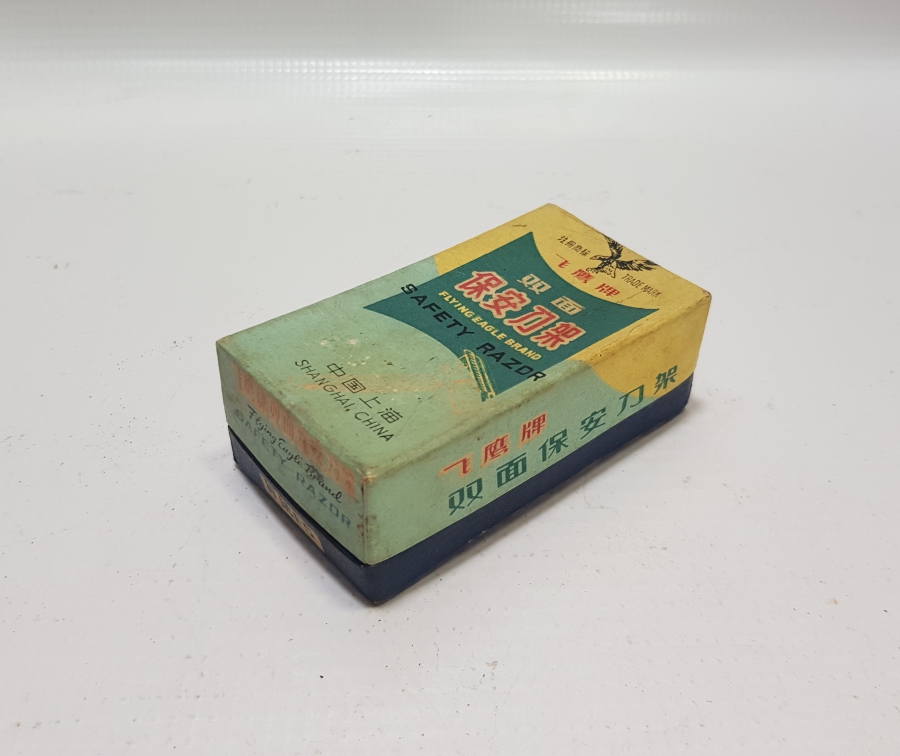 注册商标
TRADE MARK
飞鹰牌
双面
保安刀架
FLYING EAGLE BRAND
SAFETY RAZOR
中国上海
SHANGHAI, CHINA
飞鹰牌
双面保安刀架
Flying Eagle Brand
SAFETY RAZOR